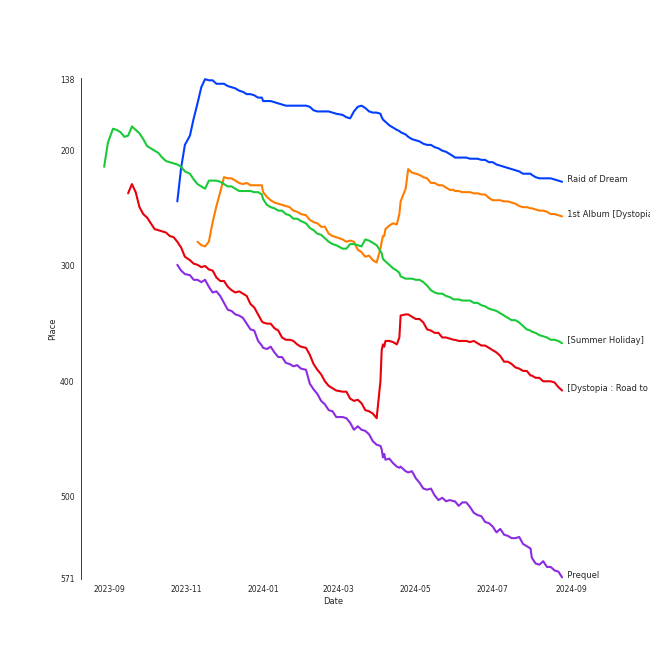 138
200
300
400
500
571
Place
2023-09
2023-11
2024-01
2024-03
2024-05
2024-07
2024-09
Date
Raid of Dream
1st Album [Dystopia
[Summer Holiday]
[Dystopia : Road to
Prequel